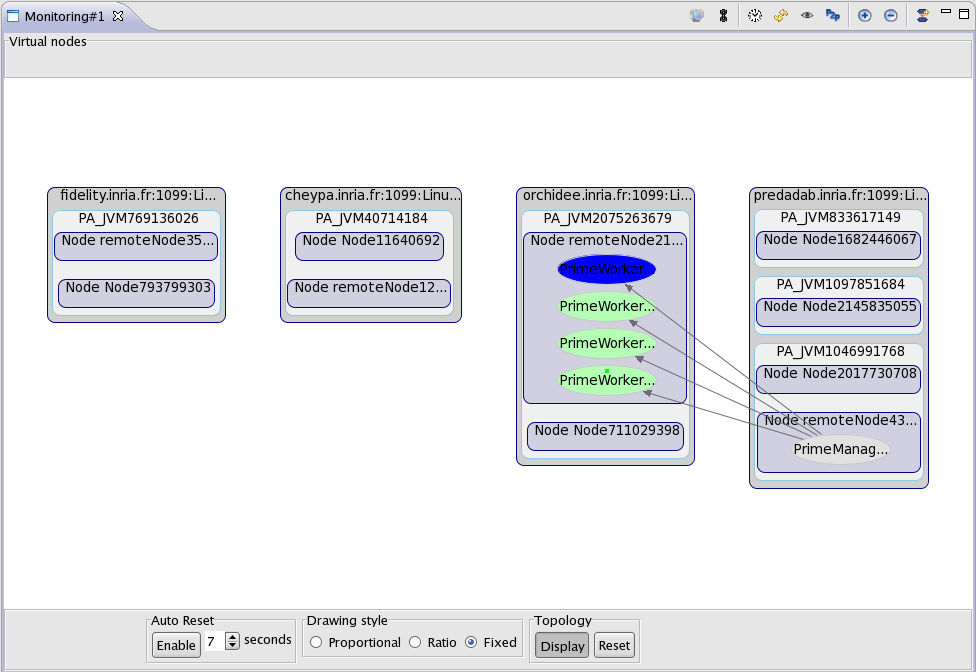 Monitoring#1
P2p
Virtual nodes
fidelity.inria.fr:1099:Li...
PA_JVM769136026
Node remoteNode35...
Node Node793799303
cheypa.inria.fr:1099:Linu...
PA_JVM40714184
Node Node11640692
Node remoteNode12...
orchidee.inria.fr:1099:Li...
PA_JVM2075263679
Node remoteNode21...
PrimeWorker...
PrimeWorker...
PrimeWorker...
PrimeWorker...
Node Node711029398
predadab.inria.fr:1099:Li...
PA_JVM833617149
Node Node1682446067
PA_JVM1097851684
Node Node2145835055
PA_JVM1046991768
Node Node2017730708
Node remoteNode43...
PrimeManag...
Auto Reset
Enable 7 seconds
Drawing style
Proportional Ratio Fixed
Topology
Display Reset